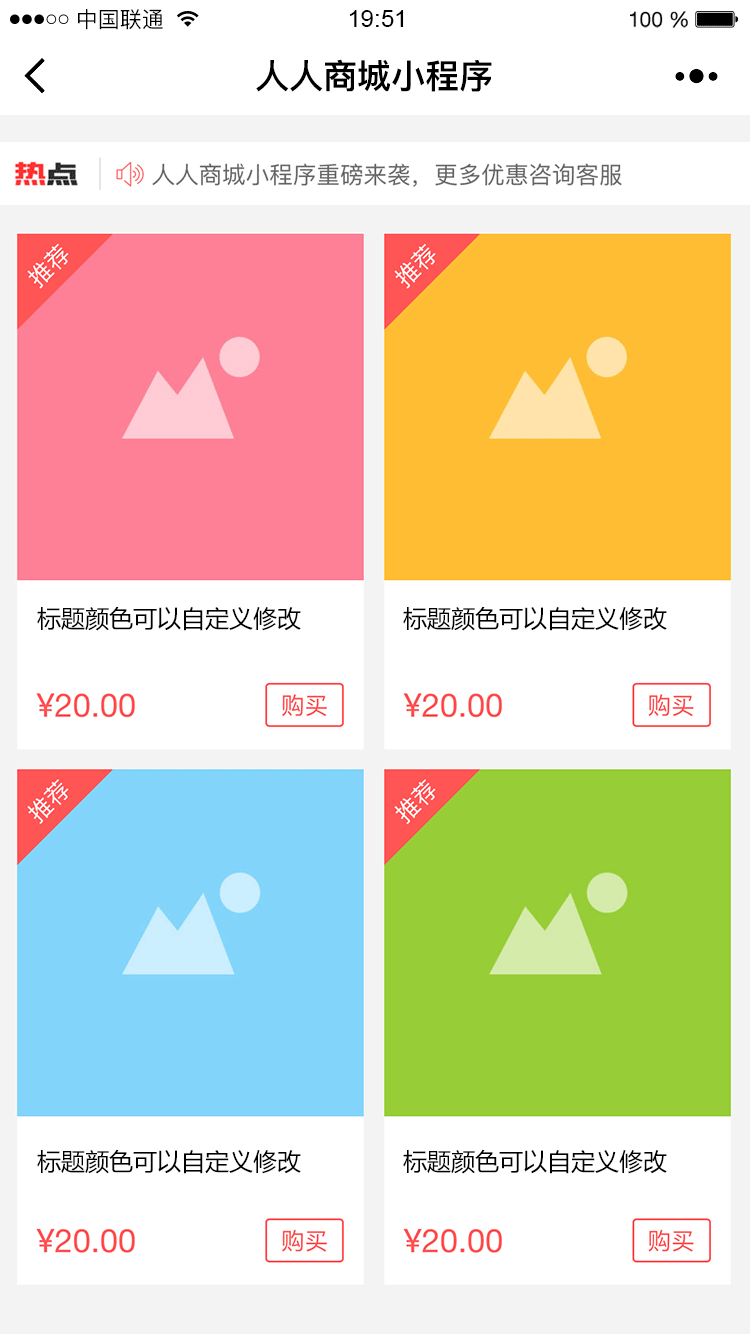 中国联通 19:51 100 %
人人商城小程序
热点 人人商城小程序重磅来袭，更多优惠咨询客服
推荐 推荐
标题颜色可以自定义修改 标题颜色可以自定义修改
¥20.00 购买 ¥20.00 购买
推荐 推荐
标题颜色可以自定义修改 标题颜色可以自定义修改
¥20.00 购买 ¥20.00 购买